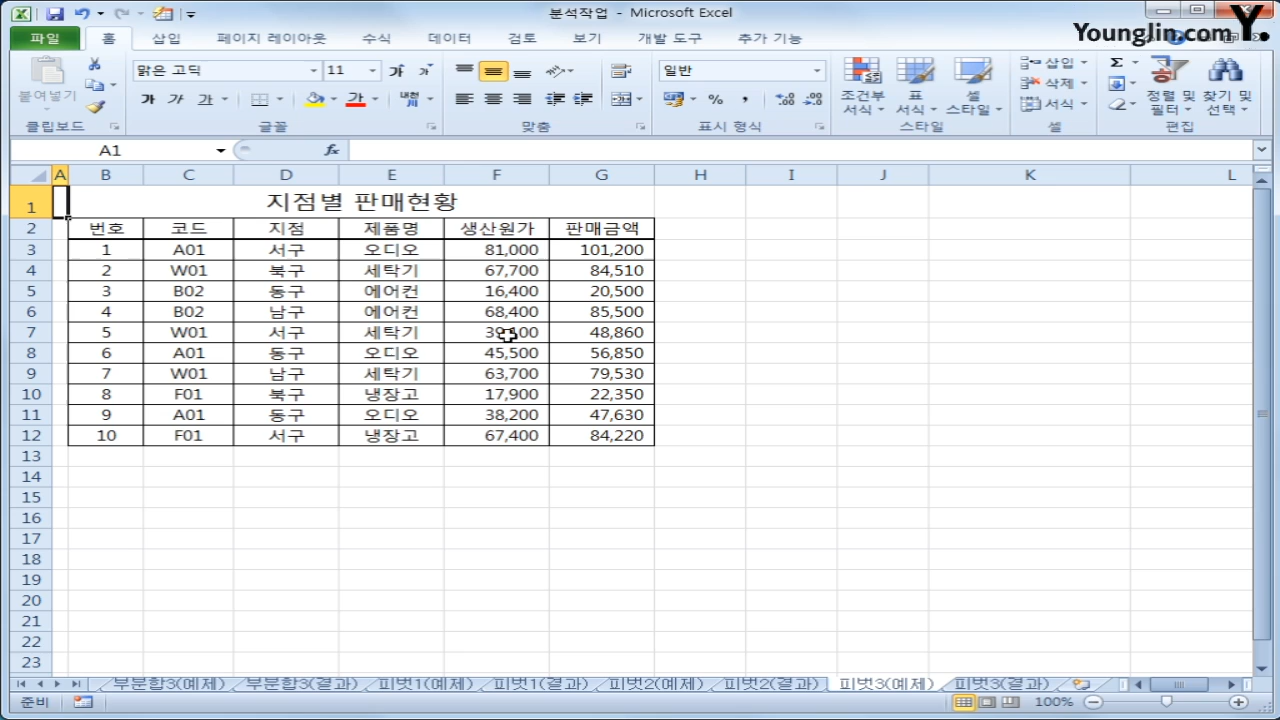 분석작업 - Microsoft Excel
Younglin.com Y.
파일 홈 삽입 페이지 레이아웃 수식 데이터 검토 보기 개발 도구 추가 기능
붙여넣기 맑은 고딕 11 가 가 일반 조건부 서식 표 서식 셀 스타일 삽입 삭제 서식 Σ 정렬 및 필터 찾기 및 선택
가 가 가 가 내천 % ,
클립보드 글꼴 맞춤 표시 형식 스타일 셀 편집
A1 fx
A B C D E F G H I J K L
1 지점별 판매현황
2 번호 코드 지점 제품명 생산원가 판매금액
3 1 A01 서구 오디오 81,000 101,200
4 2 W01 북구 세탁기 67,700 84,510
5 3 B02 동구 에어컨 16,400 20,500
6 4 B02 남구 에어컨 68,400 85,500
7 5 W01 서구 세탁기 48,860
8 6 A01 동구 오디오 45,500 56,850
9 7 W01 남구 세탁기 63,700 79,530
10 8 F01 북구 냉장고 17,900 22,350
11 9 A01 동구 오디오 38,200 47,630
12 10 F01 서구 냉장고 67,400 84,220
13
14
15
16
17
18
19
20
21
22
23
부분합3(예제) 부분합3(결과) 피벗1(예제) 피벗1(결과) 피벗2(예제) 피벗2(결과) 피벗3(예제) 피벗3(결과)
준비 100%